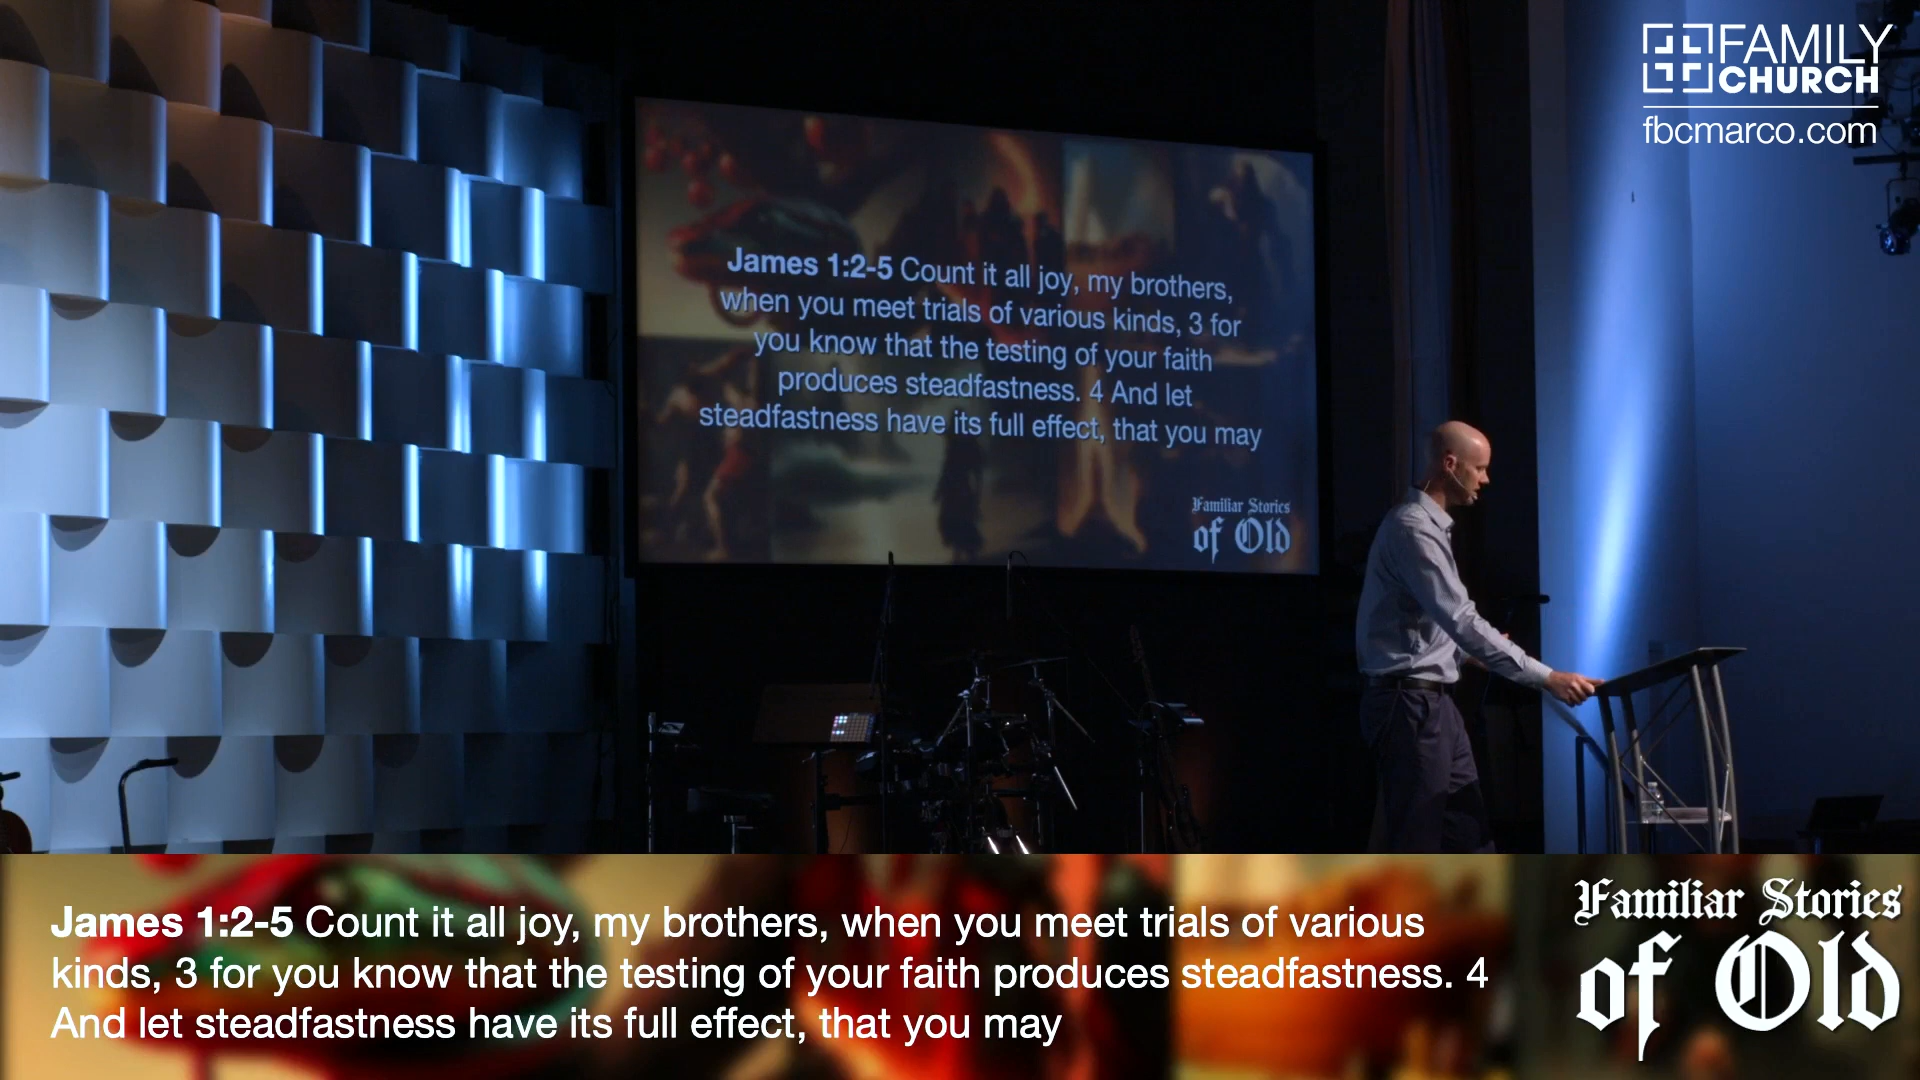 FAMILY
CHURCH
fbcmarco.com
James 1:2-5 Count it all joy, my brothers,
when you meet trials of various kinds, 3 for
you know that the testing of your faith
produces steadfastness. 4 And let
steadfastness have its full effect, that you may
Familiar Stories
of Old
James 1:2-5 Count it all joy, my brothers, when you meet trials of various
kinds, 3 for you know that the testing of your faith produces steadfastness. 4
And let steadfastness have its full effect, that you may
Familiar Stories
of Old